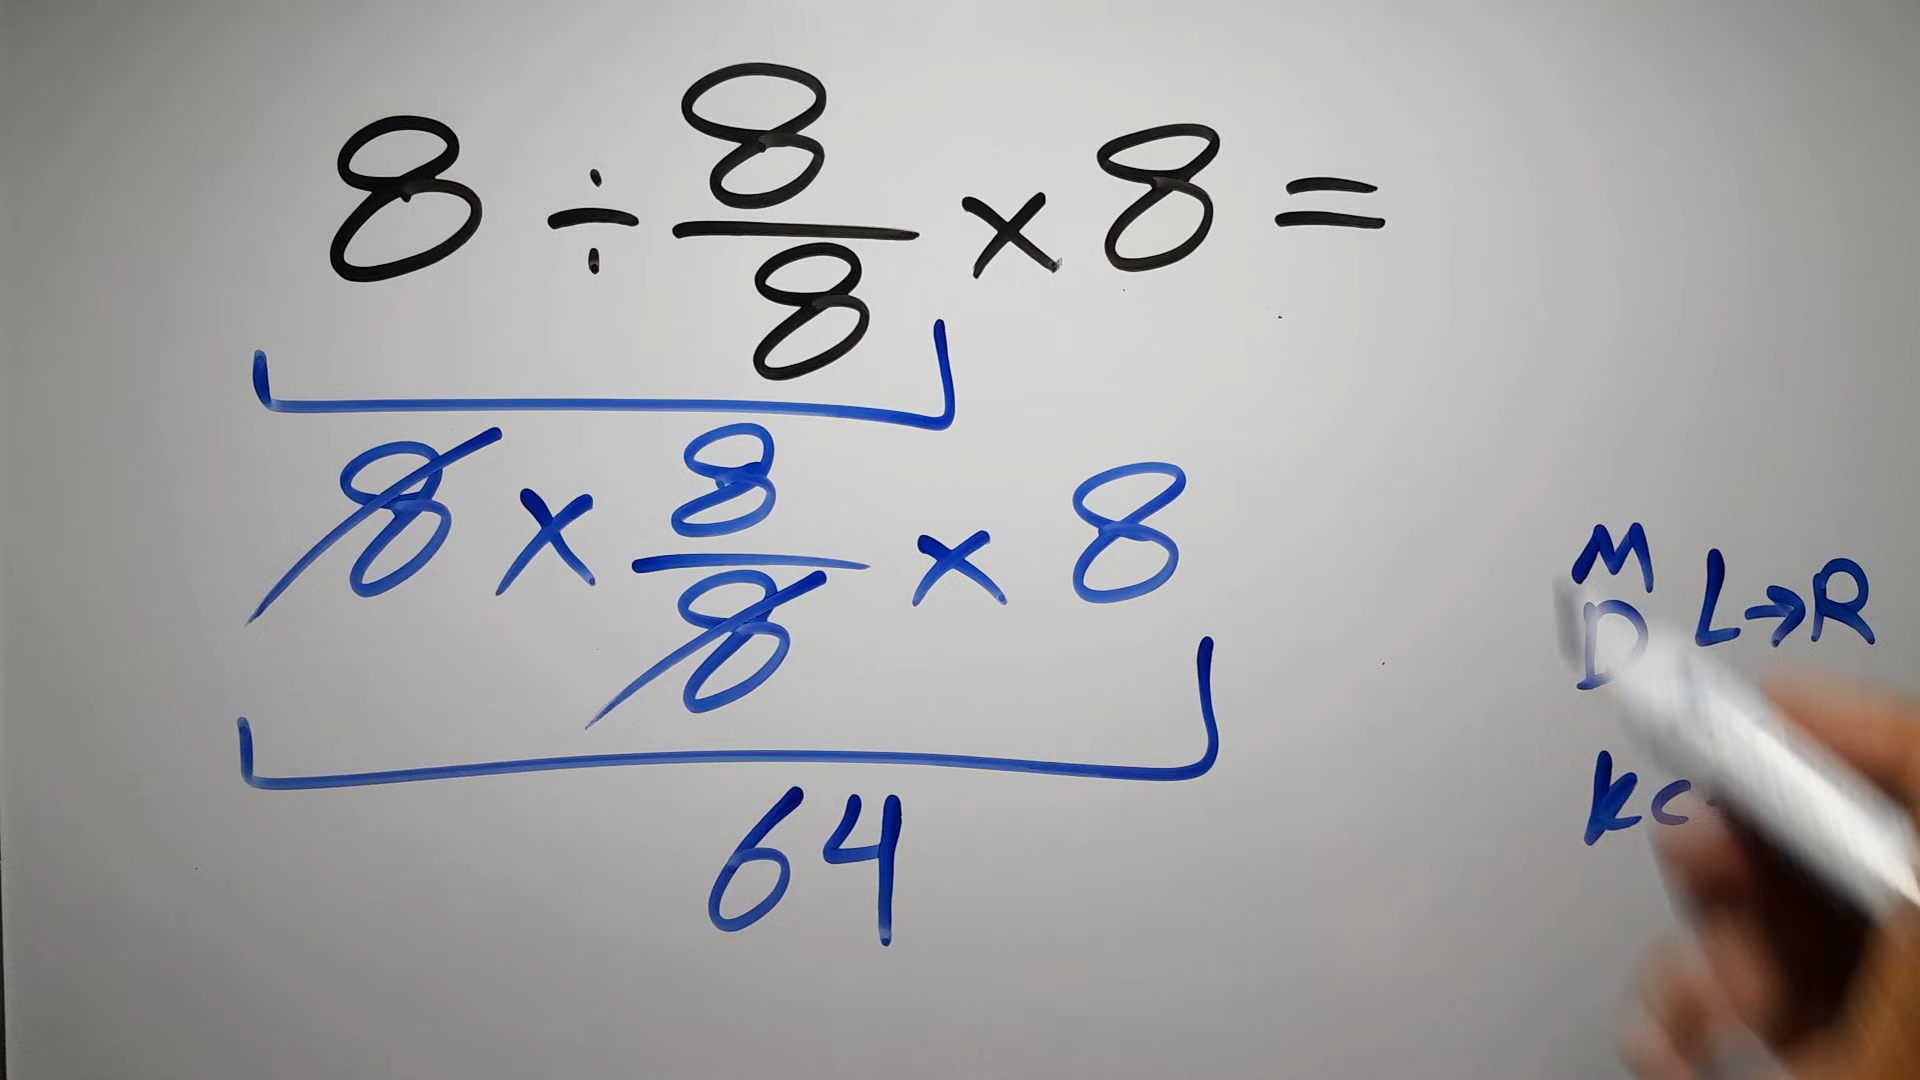 8 ÷ 8/8 × 8 =
8 × 8/8 × 8
64
M
D L→R